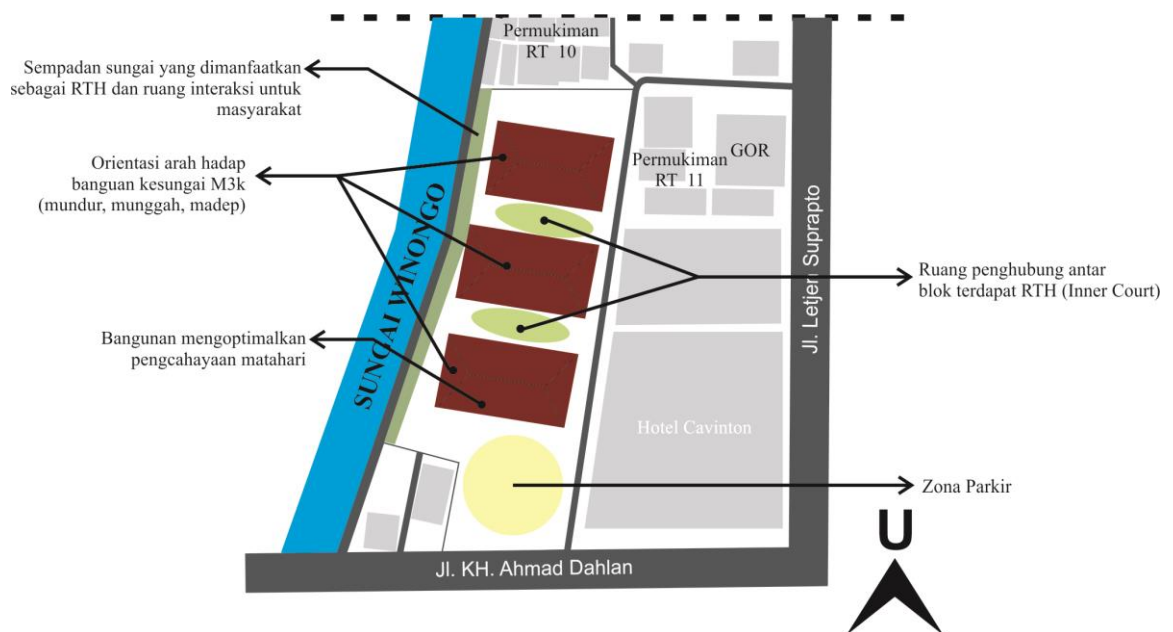 Permukiman
RT 10
Sempadan sungai yang dimanfaatkan
sebagai RTH dan ruang interaksi untuk
masyarakat
Orientasi arah hadap
banguan kesungai M3k
(mundur, munggah, madep)
Permukiman
RT 11
GOR
SUNGAI WINONGO
Jl. Letjen Suprapto
Ruang penghubung antar
blok terdapat RTH (Inner Court)
Bangunan mengoptimalkan
pengcahayaan matahari
Hotel Cavinton
Zona Parkir
U
Jl. KH. Ahmad Dahlan